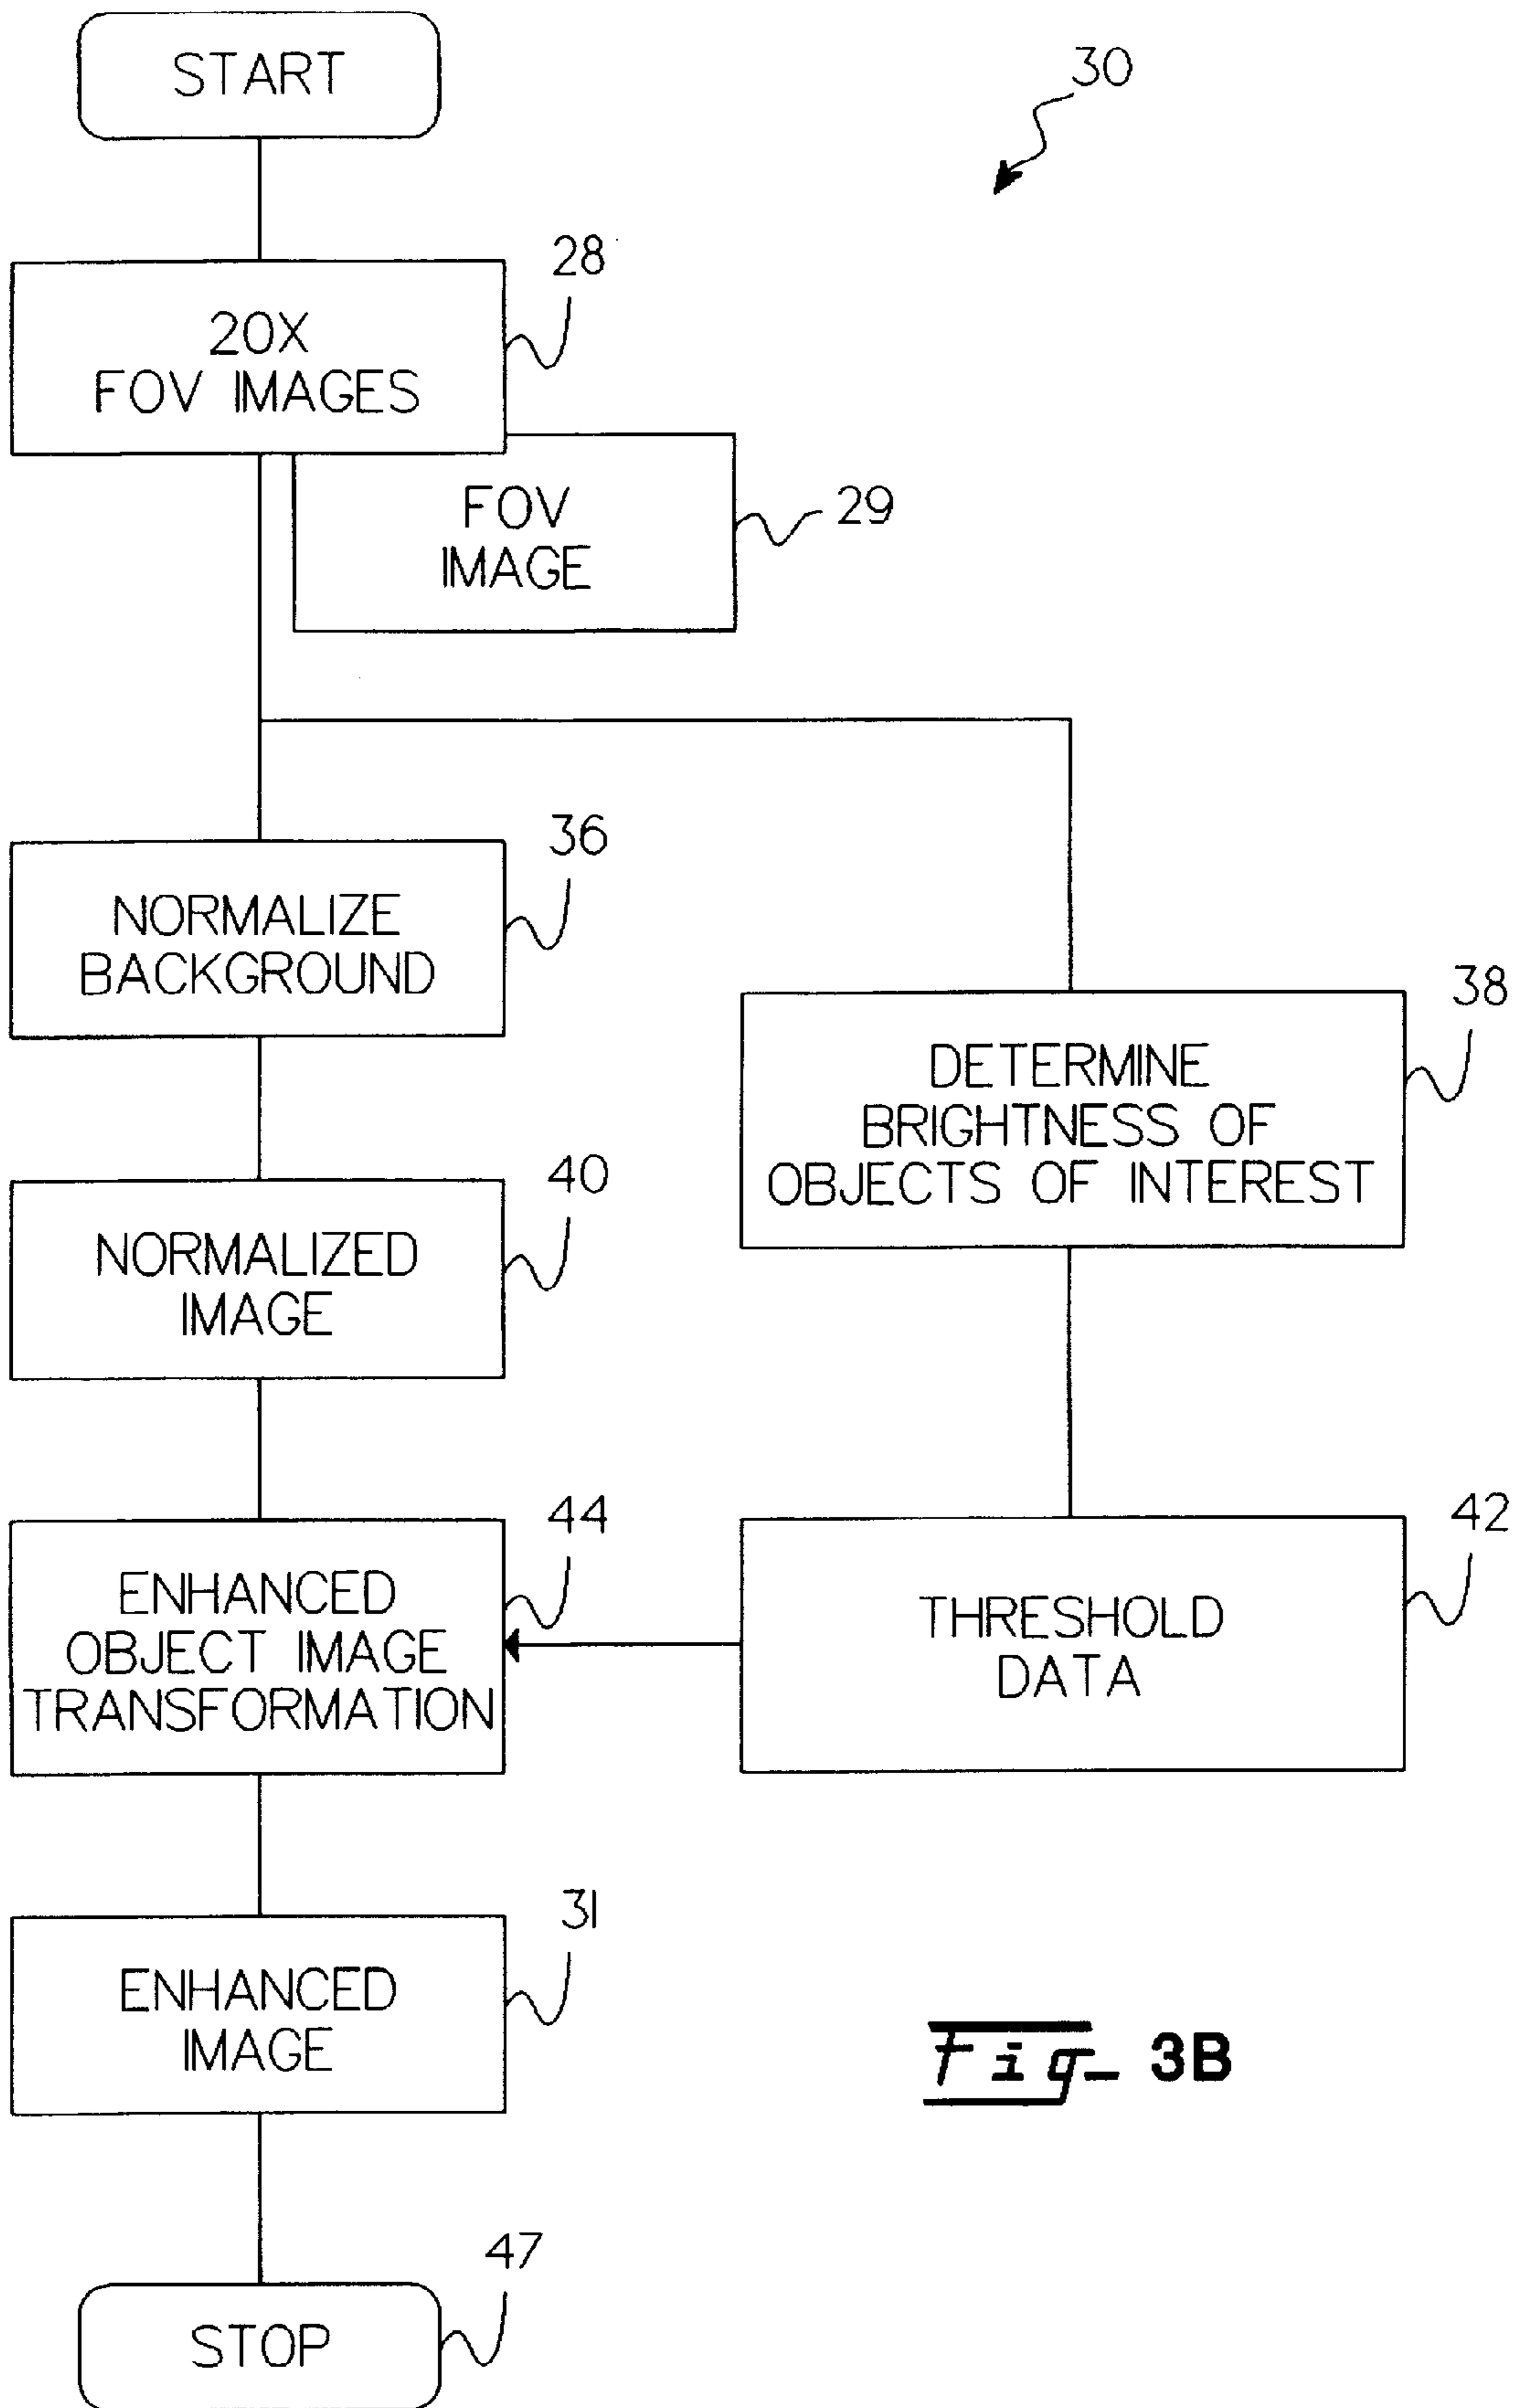 START
30
28
20X
FOV IMAGES
FOV
IMAGE
29
36
NORMALIZE
BACKGROUND
38
DETERMINE
BRIGHTNESS OF
OBJECTS OF INTEREST
40
NORMALIZED
IMAGE
44
ENHANCED
OBJECT IMAGE
TRANSFORMATION
42
THRESHOLD
DATA
31
ENHANCED
IMAGE
Fig_ 3B
47
STOP